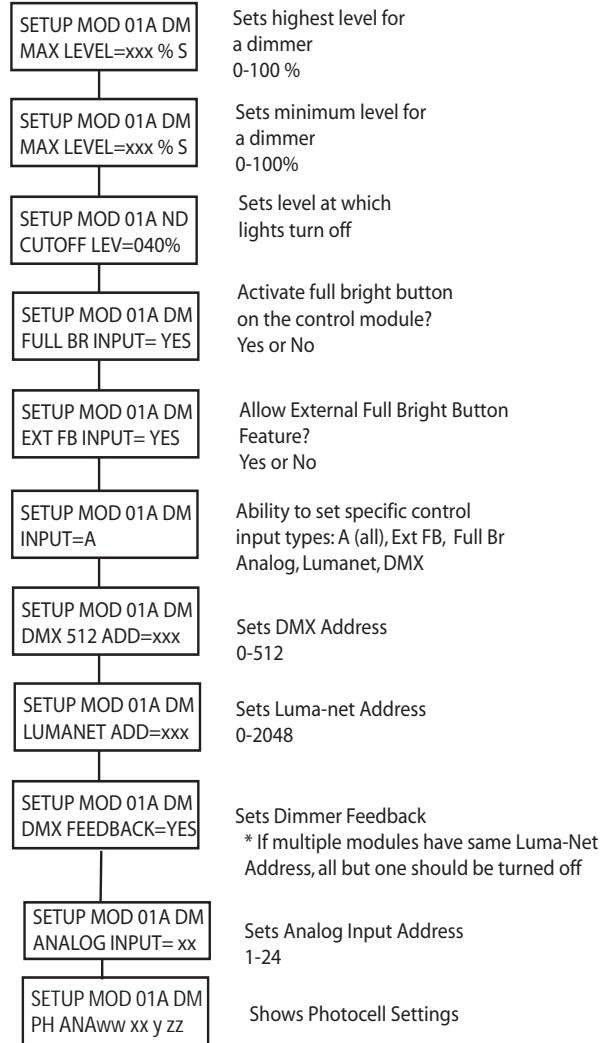 SETUP MOD 01A DM
MAX LEVEL=xxx % S
Sets highest level for
a dimmer
0-100 %
SETUP MOD 01A DM
MAX LEVEL=xxx % S
Sets minimum level for
a dimmer
0-100%
SETUP MOD 01A ND
CUTOFF LEV=040%
Sets level at which
lights turn off
SETUP MOD 01A DM
FULL BR INPUT= YES
Activate full bright button
on the control module?
Yes or No
SETUP MOD 01A DM
EXT FB INPUT= YES
Allow External Full Bright Button
Feature?
Yes or No
SETUP MOD 01A DM
INPUT=A
Ability to set specific control
input types: A (all), Ext FB, Full Br
Analog, Lumanet, DMX
SETUP MOD 01A DM
DMX 512 ADD=xxx
Sets DMX Address
0-512
SETUP MOD 01A DM
LUMANET ADD=xxx
Sets Luma-net Address
0-2048
SETUP MOD 01A DM
DMX FEEDBACK=YES
Sets Dimmer Feedback
* If multiple modules have same Luma-Net
Address, all but one should be turned off
SETUP MOD 01A DM
ANALOG INPUT= xx
Sets Analog Input Address
1-24
SETUP MOD 01A DM
PH ANAww xx y zz
Shows Photocell Settings